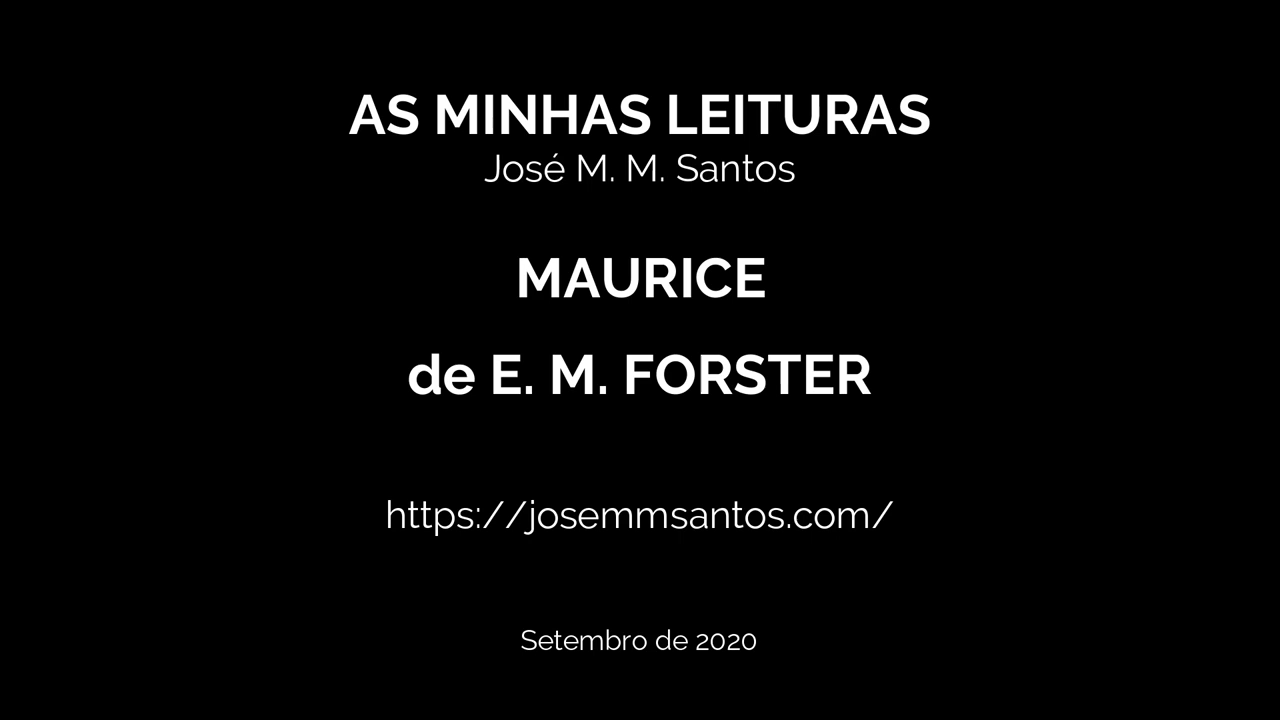 AS MINHAS LEITURAS
José M. M. Santos
MAURICE
de E. M. FORSTER
https://josemmsantos.com/
Setembro de 2020